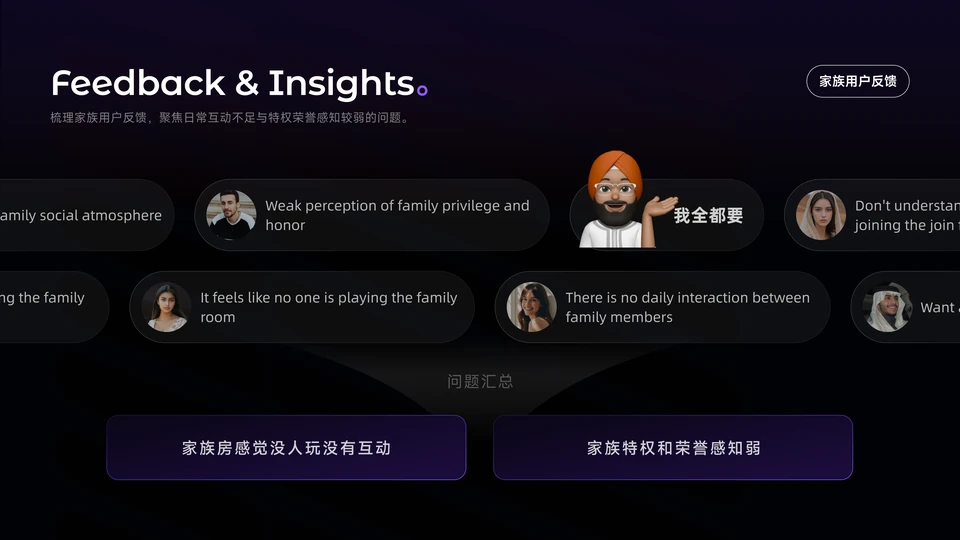 Feedback & Insights
家族用户反馈
梳理家族用户反馈，聚焦日常互动不足与特权荣誉感知较弱的问题。
amily social atmosphere
Weak perception of family privilege and
honor
我全都要
Don't understan
joining the join
ng the family
It feels like no one is playing the family
room
There is no daily interaction between
family members
Want
问题汇总
家族房感觉没人玩没有互动
家族特权和荣誉感知弱